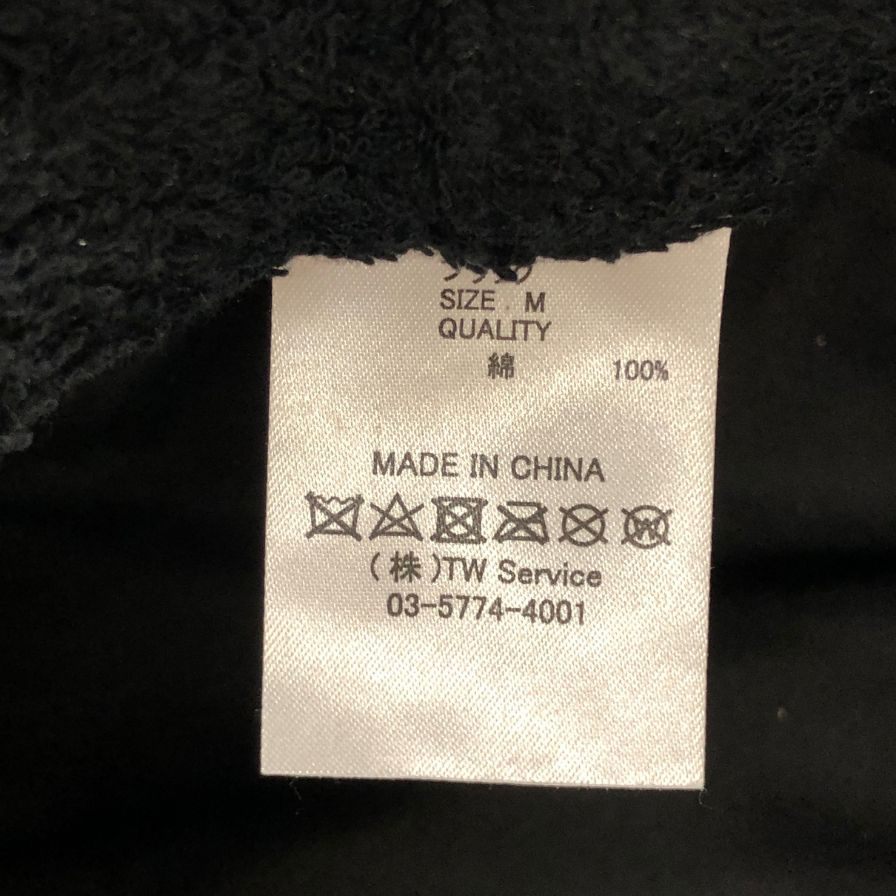 SIZE . M
QUALITY
綿 100%
MADE IN CHINA
(株)TW Service
03-5774-4001